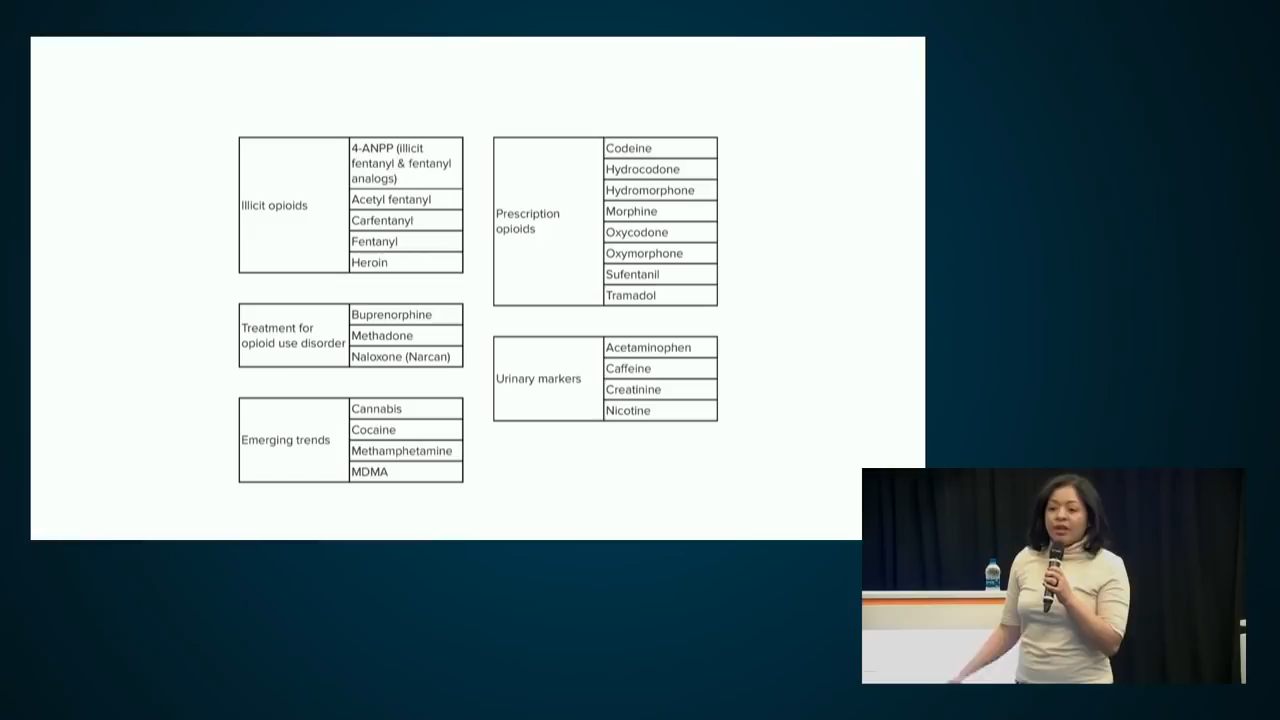 Illicit opioids
4-ANPP (illicit
fentanyl & fentanyl
analogs)
Acetyl fentanyl
Carfentanyl
Fentanyl
Heroin
Treatment for
opioid use disorder
Buprenorphine
Methadone
Naloxone (Narcan)
Emerging trends
Cannabis
Cocaine
Methamphetamine
MDMA
Prescription
opioids
Codeine
Hydrocodone
Hydromorphone
Morphine
Oxycodone
Oxymorphone
Sufentanil
Tramadol
Urinary markers
Acetaminophen
Caffeine
Creatinine
Nicotine